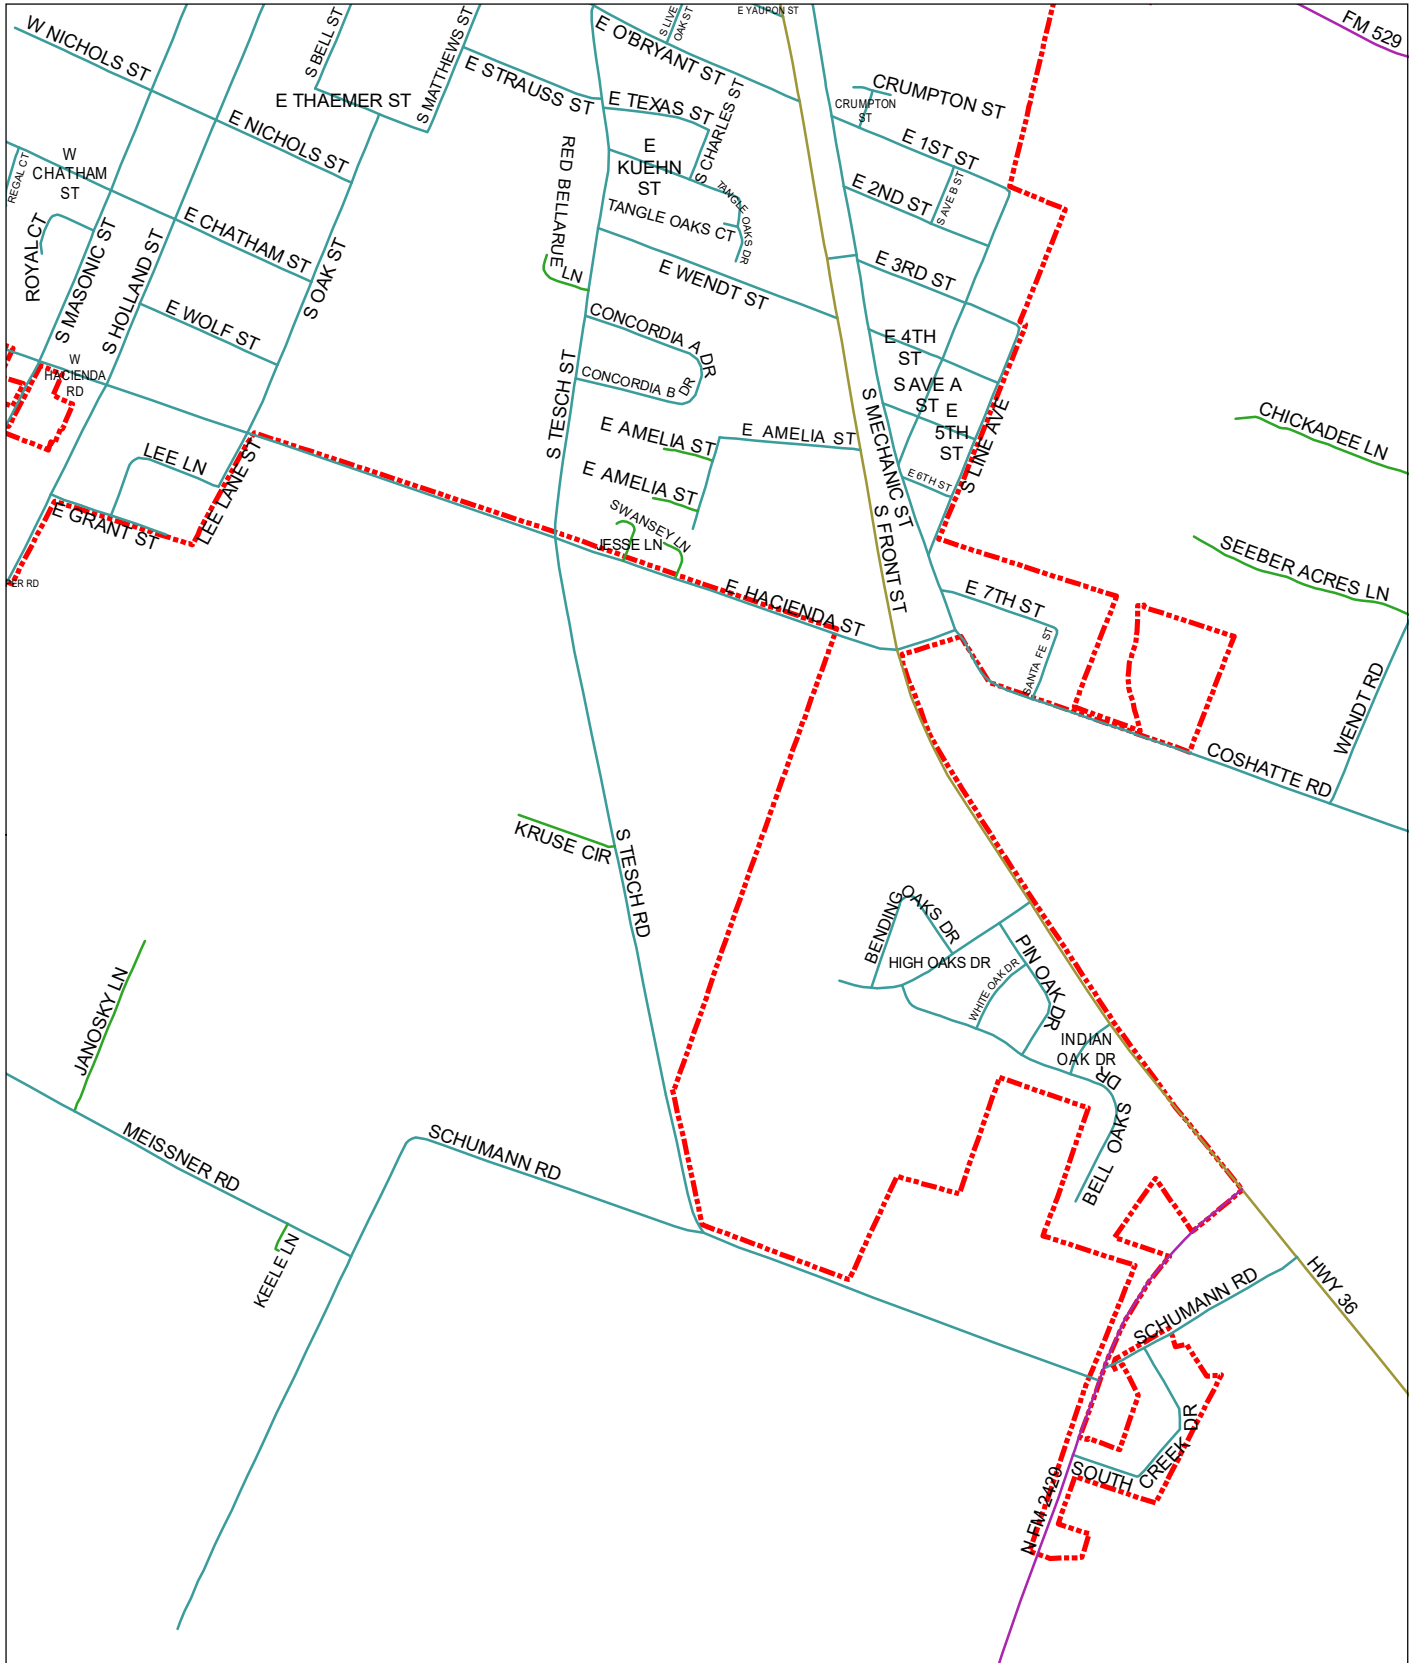 E YAUPON ST
FM 529
W NICHOLS ST
S BELL ST
S MATTHEWS ST
E O'BRYANT ST
S LIVE
OAK ST
E STRAUSS ST
E THAEMER ST
E TEXAS ST
S CHARLES ST
CRUMPTON ST
CRUMPTON
ST
E NICHOLS ST
E 1ST ST
RED BELLARUE
LN
E
KUEHN
ST
TANGLE OAKS DR
TANGLE OAKS CT
E 2ND ST
S AVE B ST
REGAL CT
W
CHATHAM
ST
ROYAL CT
S MASONIC ST
S HOLLAND ST
E CHATHAM ST
S OAK ST
E WENDT ST
E 3RD ST
E WOLF ST
CONCORDIA A DR
CONCORDIA B DR
E 4TH
ST
W
HACIENDA
RD
S TESCH ST
S AVE A
ST
E
5TH
ST
S LINE AVE
S MECHANIC ST
CHICKADEE LN
E AMELIA ST
E AMELIA ST
LEE LN
LEE LANE ST
E AMELIA ST
E 6TH ST
E GRANT ST
SWANSEY LN
JESSE LN
S FRONT ST
SEEBER ACRES LN
ER RD
E HACIENDA ST
E 7TH ST
SANTA FE ST
WENDT RD
COSHATTE RD
KRUSE CIR
S TESCH RD
BENDING
OAKS DR
HIGH OAKS DR
WHITE OAK DR
PIN OAK DR
INDIAN
OAK DR
JANOSKY LN
BELL OAKS DR
MEISSNER RD
SCHUMANN RD
KEELE LN
SCHUMANN RD
HWY 36
SOUTH CREEK DR
N FM 2429